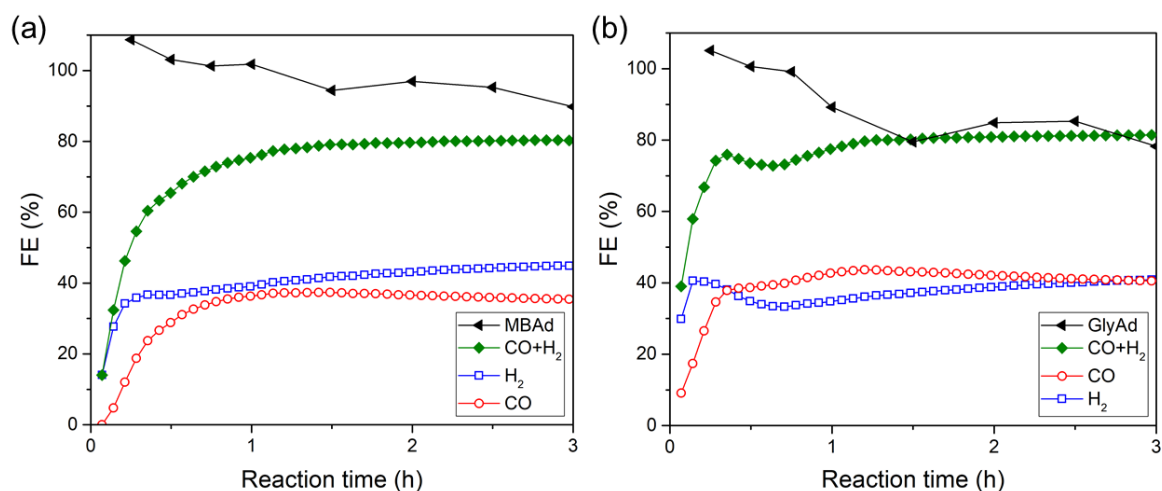 (a)
FE (%)
100
80
60
40
20
0
MBAd
CO+H₂
H₂
CO
0
1
2
3
Reaction time (h)
(b)
FE (%)
100
80
60
40
20
0
GlyAd
CO+H₂
CO
H₂
0
1
2
3
Reaction time (h)